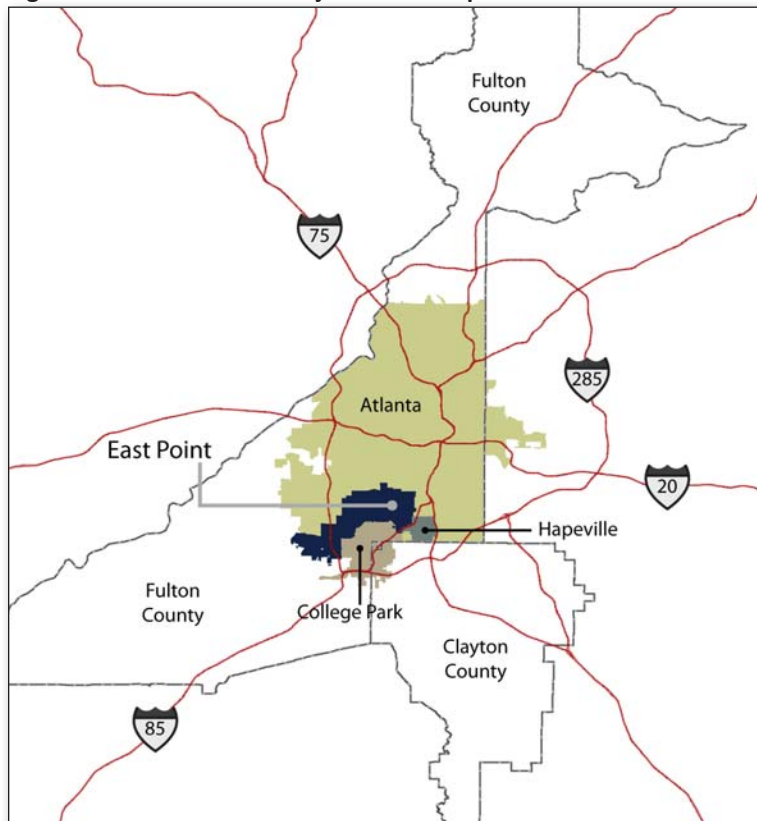 Fulton
County
75
285
Atlanta
East Point
20
Hapeville
Fulton
County
College Park
Clayton
County
85